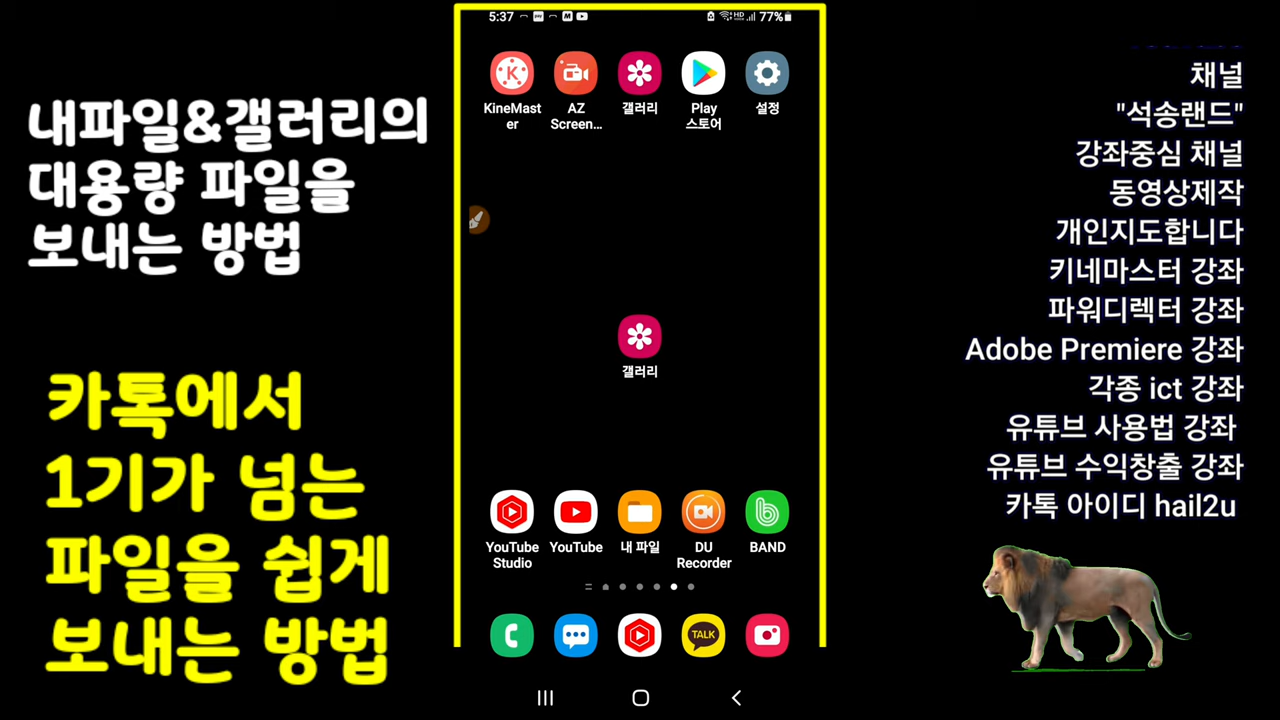 내파일&갤러리의
대용량 파일을
보내는 방법
카톡에서
1기가 넘는
파일을 쉽게
보내는 방법
5:37
HD
77%
KineMast
er
AZ
Screen...
갤러리
Play
스토어
설정
갤러리
YouTube
Studio
YouTube
내 파일
DU
Recorder
BAND
TALK
채널
"석송랜드"
강좌중심 채널
동영상제작
개인지도합니다
키네마스터 강좌
파워디렉터 강좌
Adobe Premiere 강좌
각종 ict 강좌
유튜브 사용법 강좌
유튜브 수익창출 강좌
카톡 아이디 hail2u